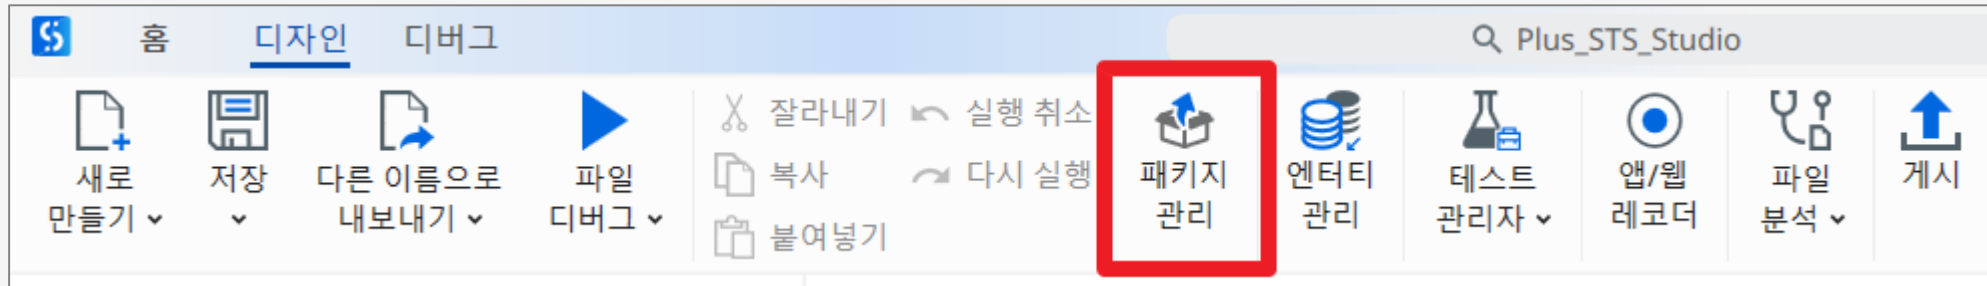 홈 디자인 디버그 Plus_STS_Studio
새로
만들기
저장
다른 이름으로
내보내기
파일
디버그
잘라내기
복사
붙여넣기
실행 취소
다시 실행
패키지
관리
엔터티
관리
테스트
관리자
앱/웹
레코더
파일
분석
게시